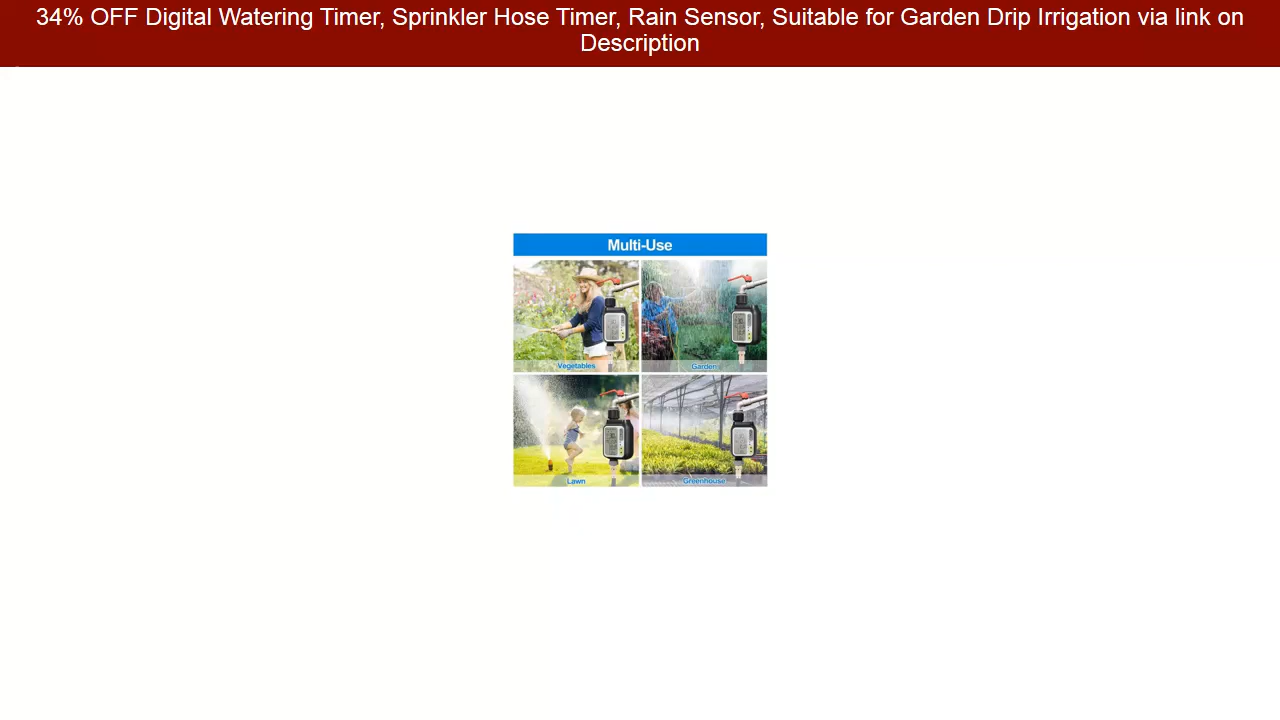 34% OFF Digital Watering Timer, Sprinkler Hose Timer, Rain Sensor, Suitable for Garden Drip Irrigation via link on
Description
Multi-Use
Vegetables
Garden
Lawn
Greenhouse